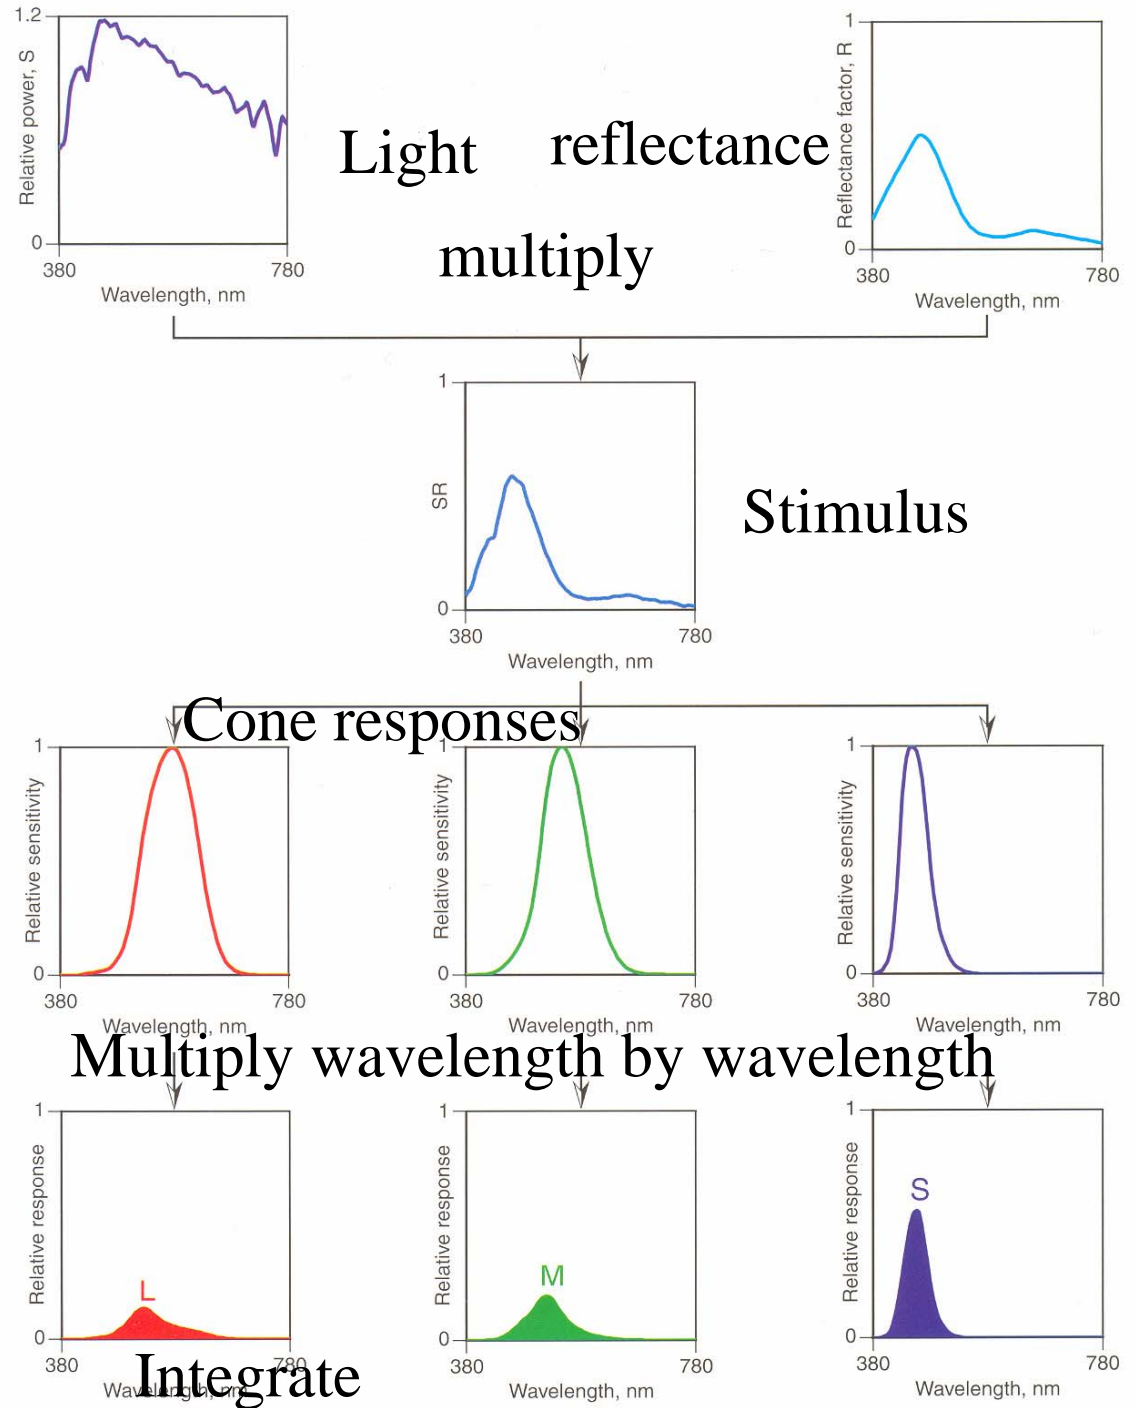 1.2
Relative power, S
0
380
780
Wavelength, nm
Light
reflectance
multiply
1
Reflectance factor, R
0
380
780
Wavelength, nm
1
SR
0
380
780
Wavelength, nm
Stimulus
Cone responses
1
Relative sensitivity
0
380
780
Wavelength, nm
1
Relative sensitivity
0
380
780
Wavelength, nm
1
Relative sensitivity
0
380
780
Wavelength, nm
Multiply wavelength by wavelength
1
Relative response
L
0
380
780
Wavelength, nm
Integrate
1
Relative response
M
0
380
780
Wavelength, nm
1
Relative response
S
0
380
780
Wavelength, nm